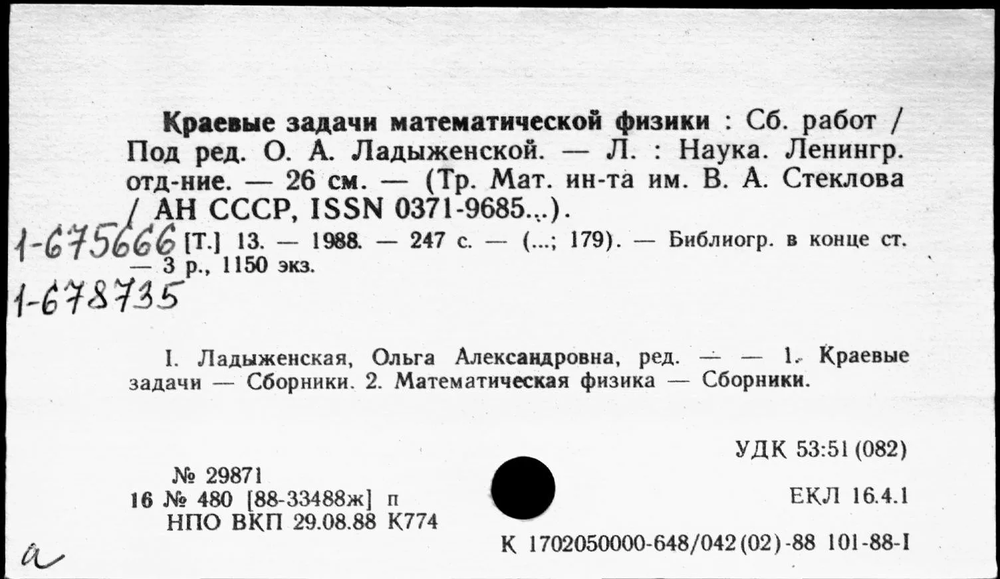 Краевые задачи математической физики : Сб. работ /
Под ред. О. А. Ладыженской. — Л. : Наука. Ленингр.
отд-ние. — 26 см. — (Тр. Мат. ин-та им. В. А. Стеклова
/ АН СССР, ISSN 0371-9685...).
1-675666 [Т.] 13. — 1988. — 247 с. — (...; 179). — Библиогр. в конце ст.
— 3 р., 1150 экз.
1-678735
I. Ладыженская, Ольга Александровна, ред. — — 1. Краевые
задачи — Сборники. 2. Математическая физика — Сборники.
УДК 53:51 (082)
№ 29871
16 № 480 [88-33488ж] п
ЕКЛ 16.4.1
НПО ВКП 29.08.88 К774
К 1702050000-648/042(02)-88 101-88-I
а